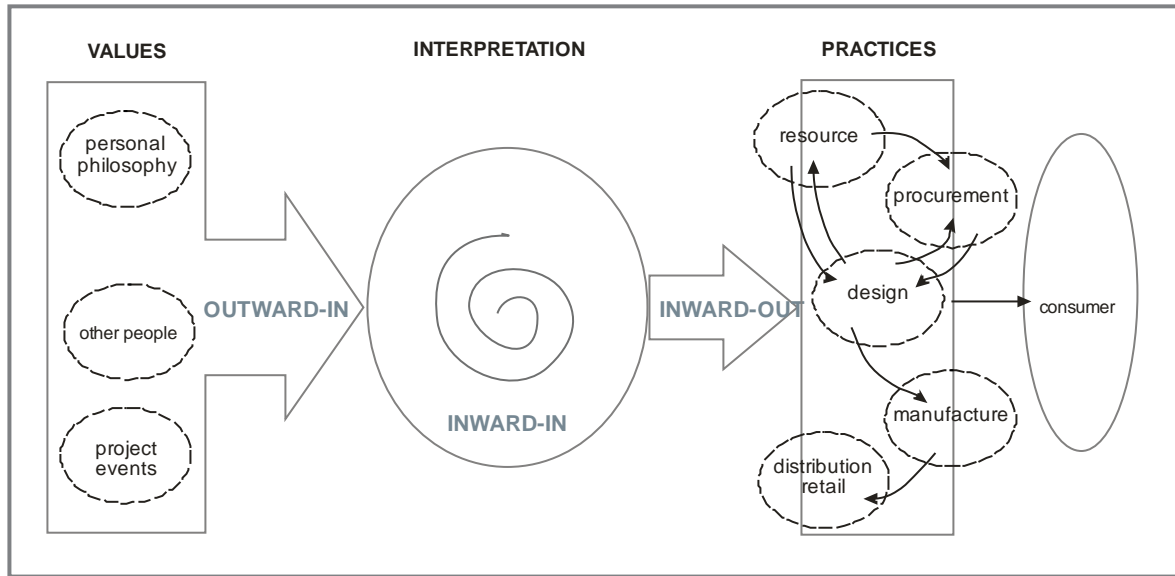 VALUES
INTERPRETATION
PRACTICES
personal
philosophy
other people
project
events
OUTWARD-IN
INWARD-IN
INWARD-OUT
resource
procurement
design
manufacture
distribution
retail
consumer